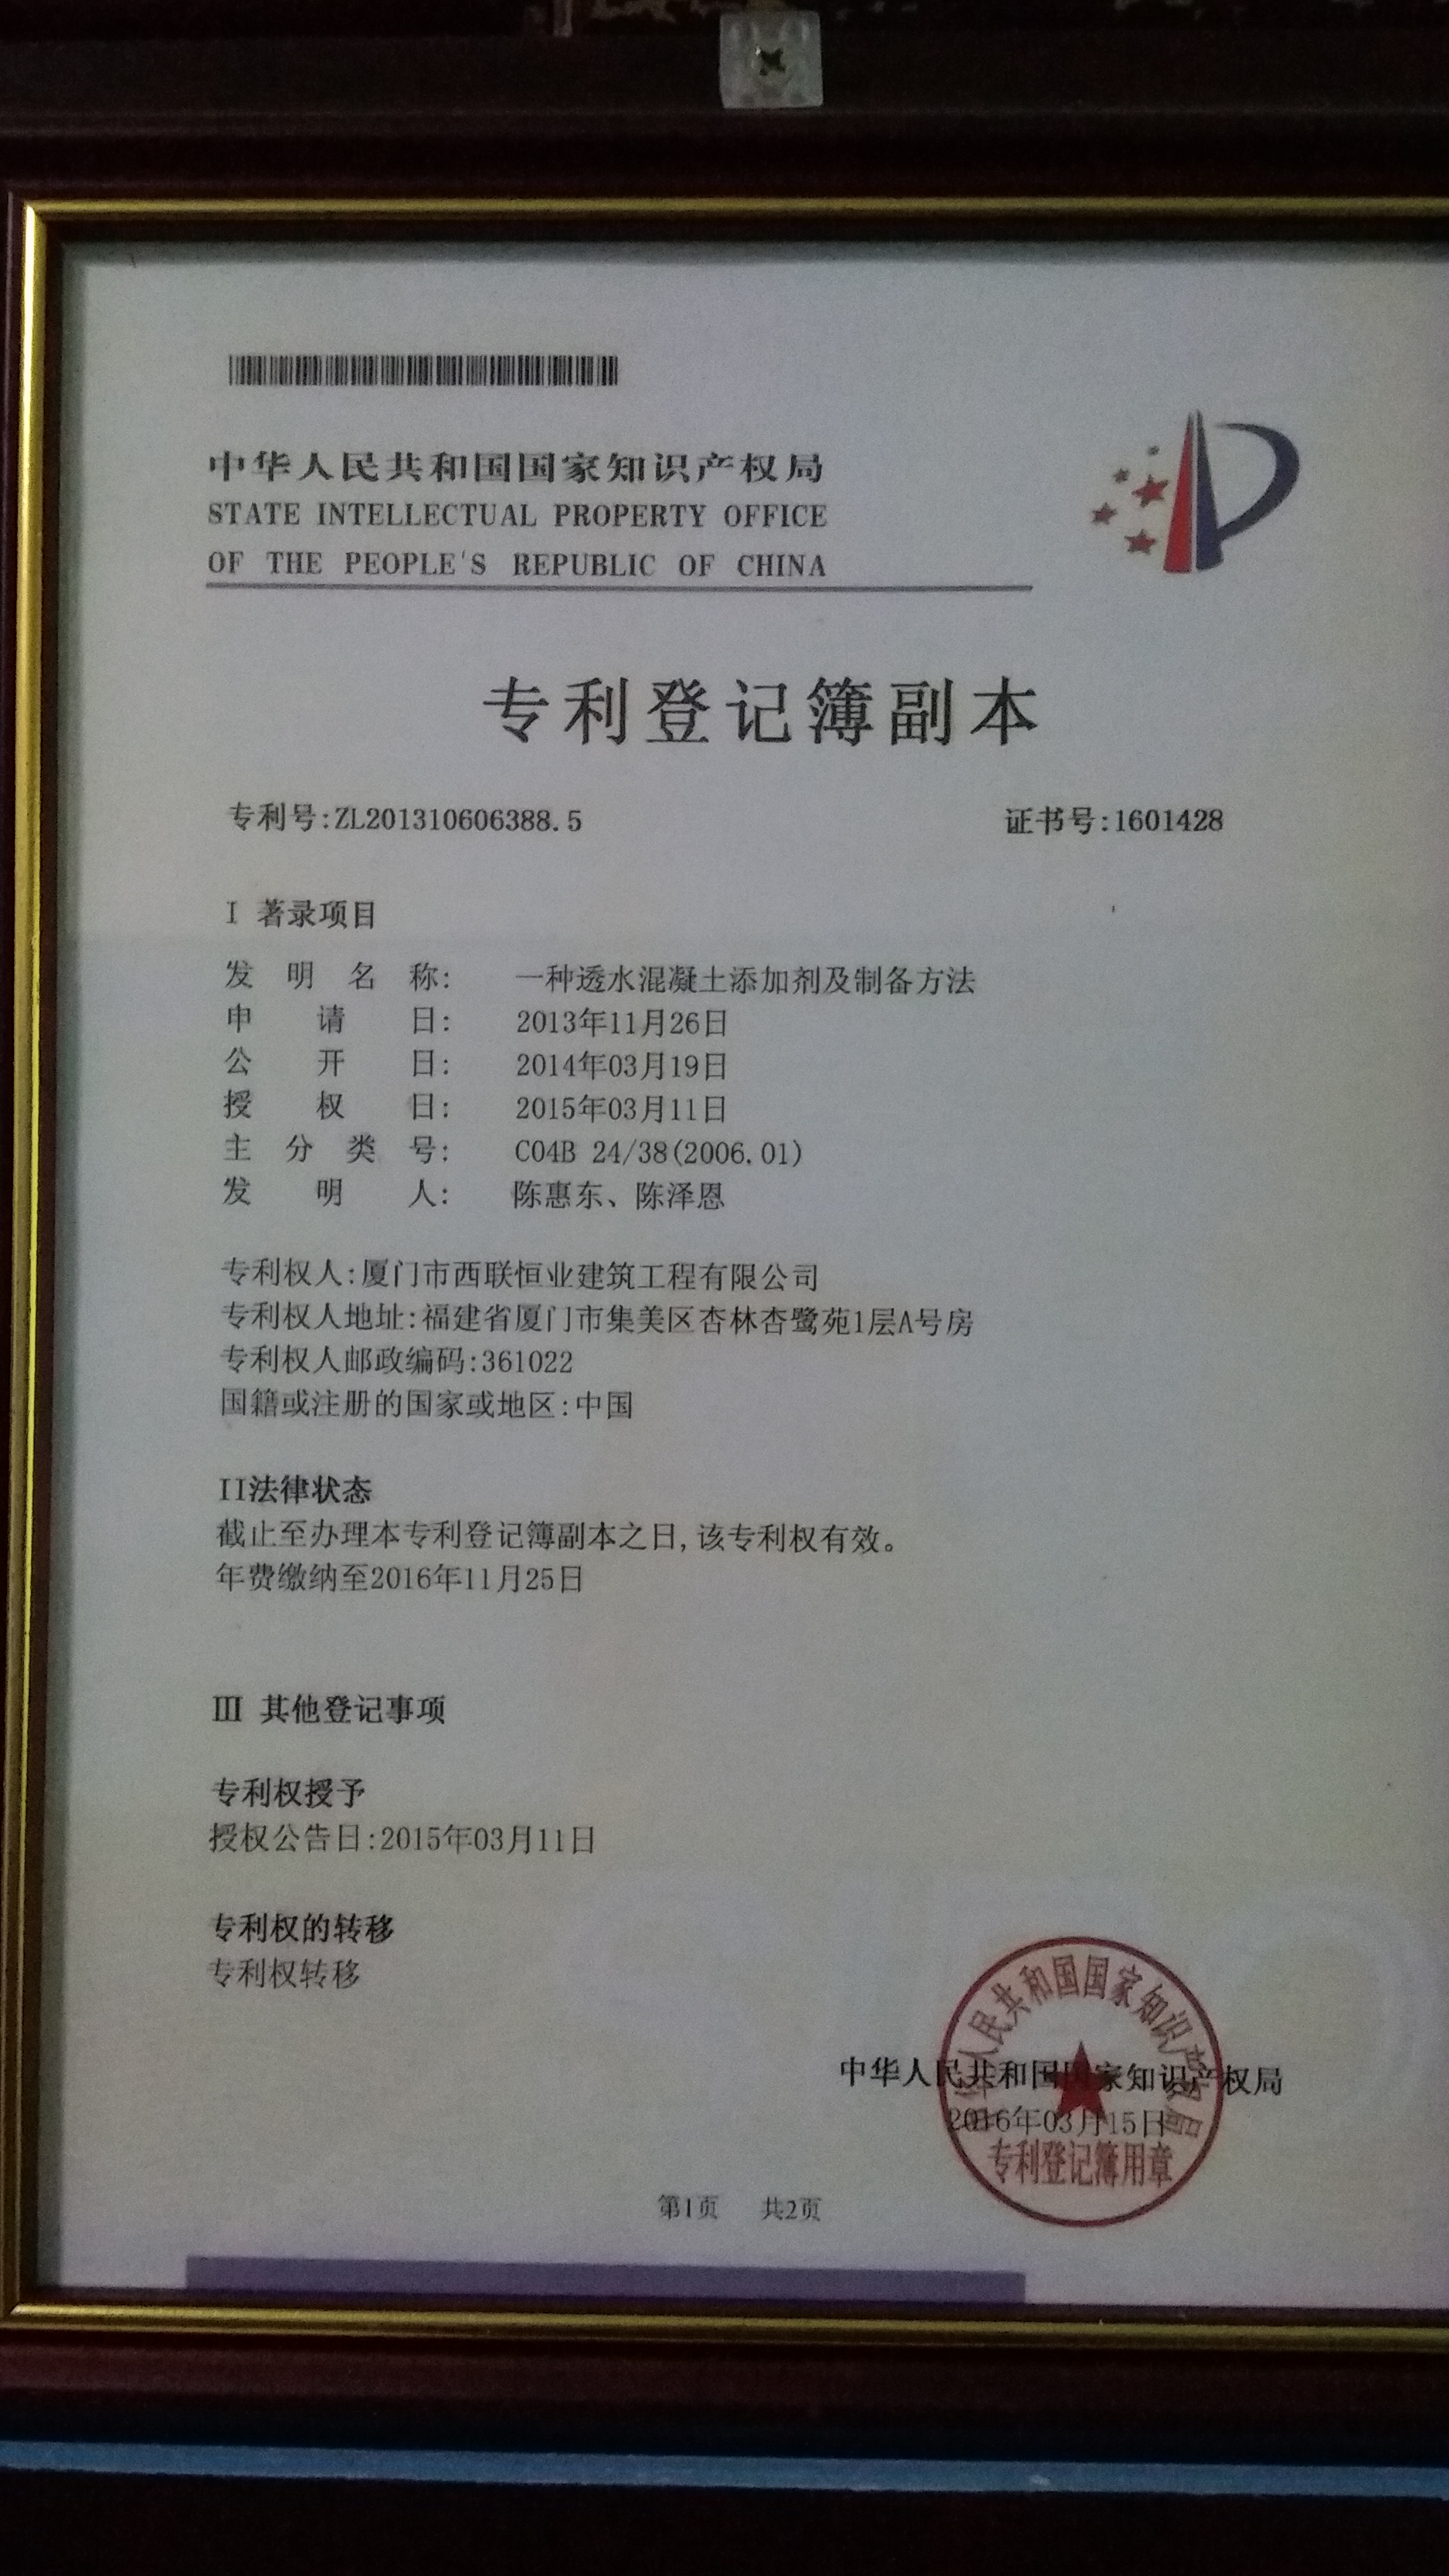 中华人民共和国国家知识产权局
STATE INTELLECTUAL PROPERTY OFFICE
OF THE PEOPLE'S REPUBLIC OF CHINA
专利登记簿副本
专利号:ZL201310606388.5 证书号:1601428
I 著录项目
发明名称: 一种透水混凝土添加剂及制备方法
申请日: 2013年11月26日
公开日: 2014年03月19日
授权日: 2015年03月11日
主分类号: C04B 24/38(2006.01)
发明人: 陈惠东、陈泽恩
专利权人:厦门市西联恒业建筑工程有限公司
专利权人地址:福建省厦门市集美区杏林杏鹭苑1层A号房
专利权人邮政编码:361022
国籍或注册的国家或地区:中国
II法律状态
截止至办理本专利登记簿副本之日,该专利权有效。
年费缴纳至2016年11月25日
III 其他登记事项
专利权授予
授权公告日:2015年03月11日
专利权的转移
专利权转移
中华人民共和国国家知识产权局
中华人民共和国国家知识产权局
2016年03月15日
专利登记簿用章
第1页 共2页